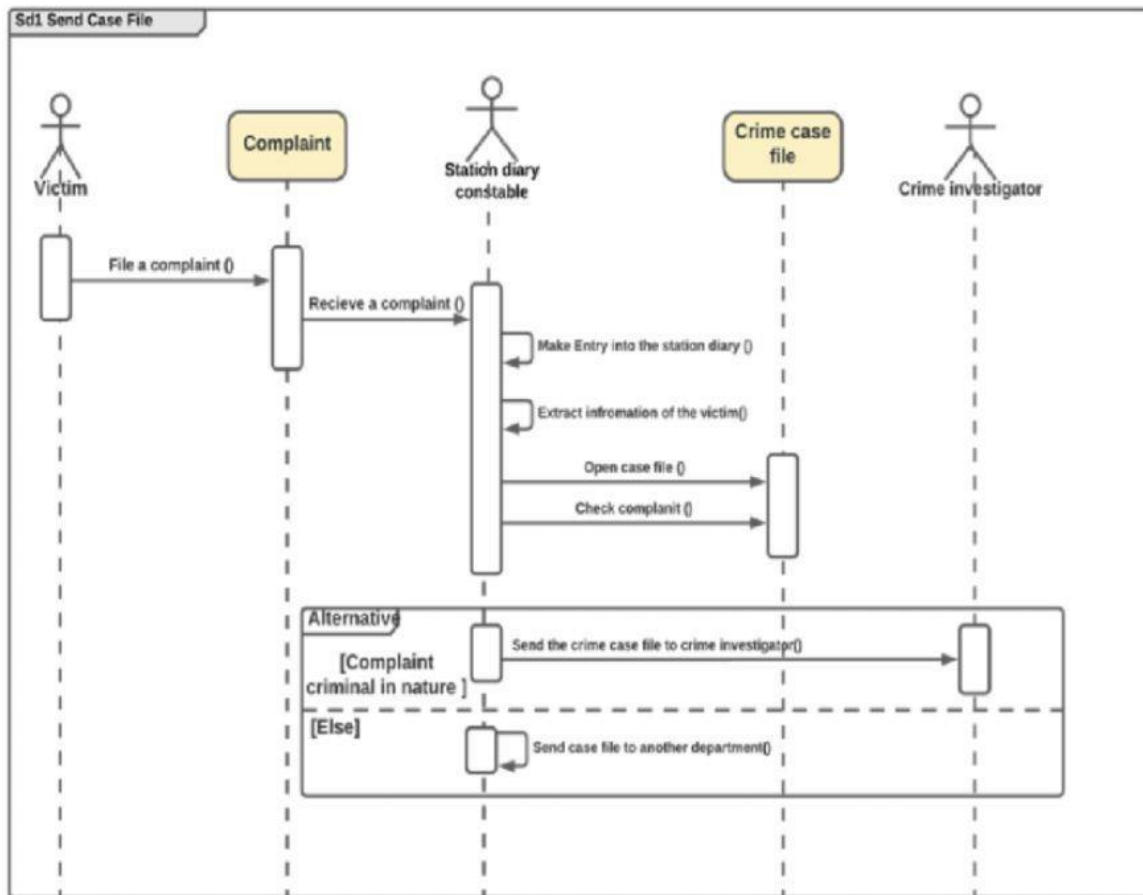 Sd1 Send Case File
Victim
Complaint
Station diary
constable
Crime case
file
Crime investigator
File a complaint ()
Recieve a complaint ()
Make Entry into the station diary ()
Extract infromation of the victim()
Open case file ()
Check complanit ()
Alternative
[Complaint
criminal in nature ]
Send the crime case file to crime investigator()
[Else]
Send case file to another department()